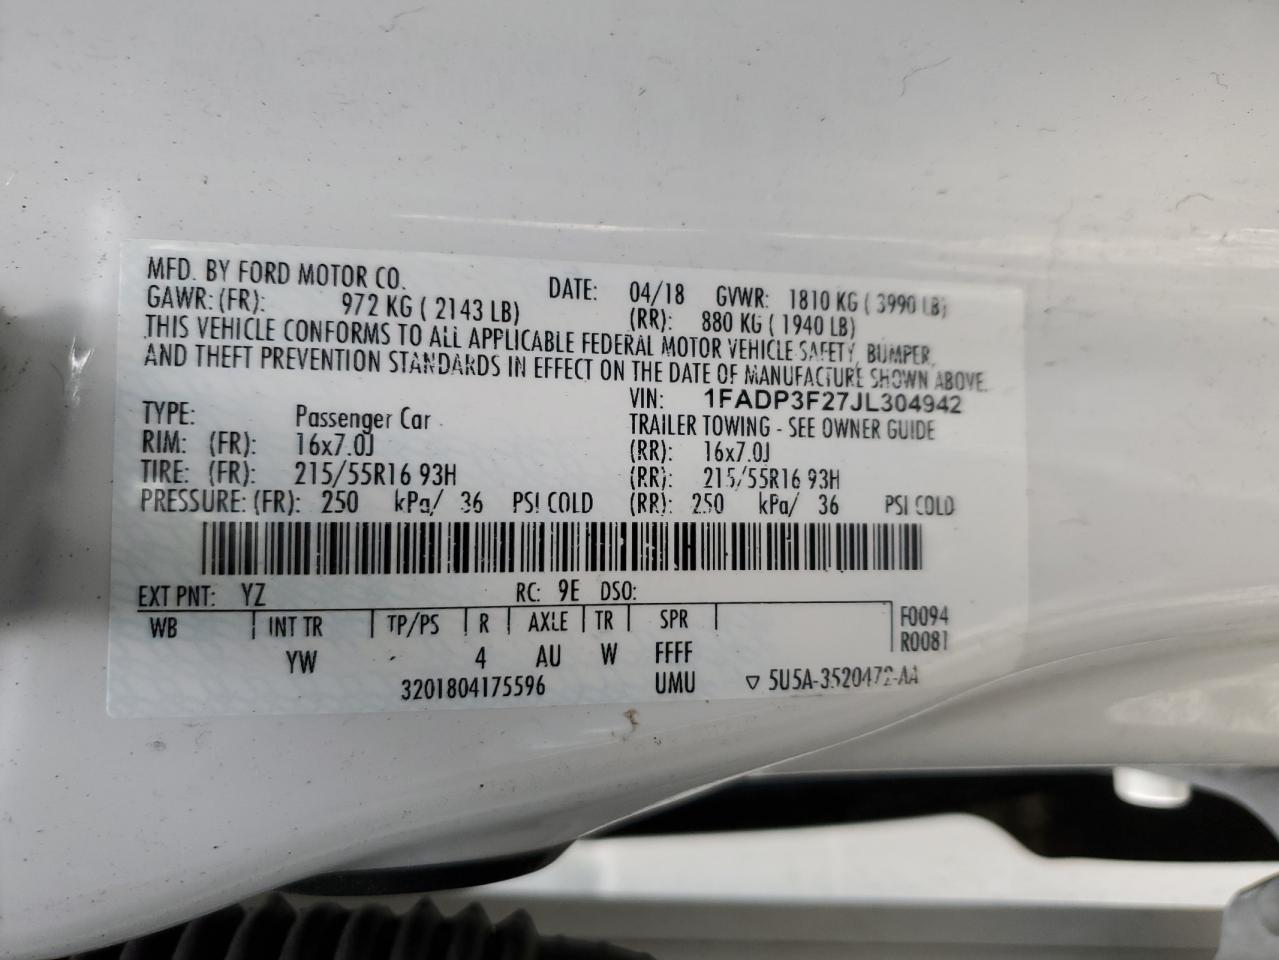 MFD. BY FORD MOTOR CO.
DATE: 04/18 GVWR: 1810 KG ( 3990 LB)
GAWR: (FR): 972 KG ( 2143 LB) (RR): 880 KG ( 1940 LB)
THIS VEHICLE CONFORMS TO ALL APPLICABLE FEDERAL MOTOR VEHICLE SAFETY, BUMPER,
AND THEFT PREVENTION STANDARDS IN EFFECT ON THE DATE OF MANUFACTURE SHOWN ABOVE.
VIN: 1FADP3F27JL304942
TYPE: Passenger Car TRAILER TOWING - SEE OWNER GUIDE
RIM: (FR): 16x7.0J (RR): 16x7.0J
TIRE: (FR): 215/55R16 93H (RR): 215/55R16 93H
PRESSURE: (FR): 250 kPa/ 36 PSI COLD (RR): 250 kPa/ 36 PSI COLD
EXT PNT: YZ RC: 9E DSO:
WB INT TR TP/PS R AXLE TR SPR F0094
R0081
YW 4 AU W FFFF
3201804175596 UMU ▽ 5U5A-3520472-AA